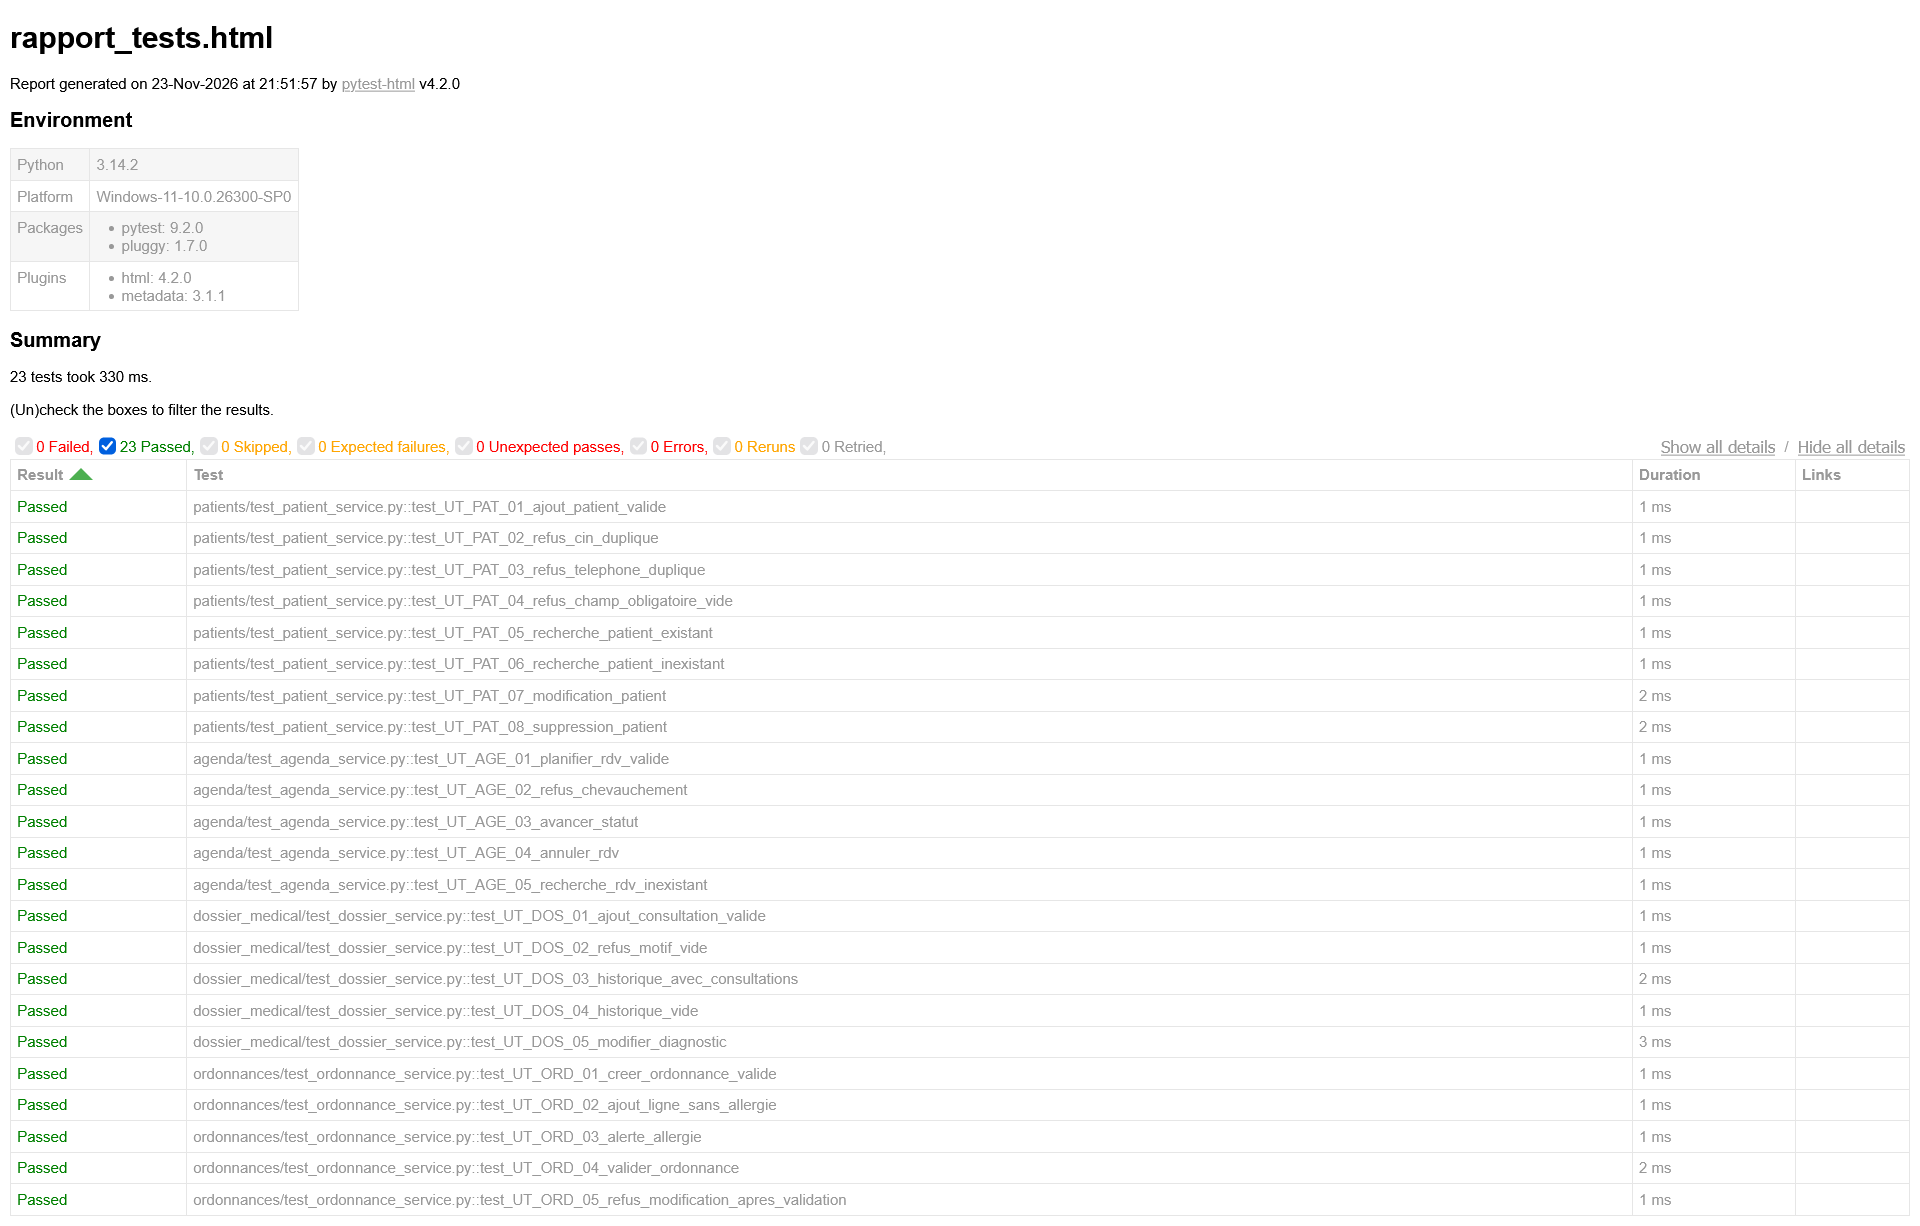 rapport_tests.html
Report generated on 23-Nov-2026 at 21:51:57 by pytest-html v4.2.0
Environment
Python 3.14.2
Platform Windows-11-10.0.26300-SP0
Packages • pytest: 9.2.0
• pluggy: 1.7.0
Plugins • html: 4.2.0
• metadata: 3.1.1
Summary
23 tests took 330 ms.
(Un)check the boxes to filter the results.
0 Failed, 23 Passed, 0 Skipped, 0 Expected failures, 0 Unexpected passes, 0 Errors, 0 Reruns 0 Retried, Show all details / Hide all details
Result Test Duration Links
Passed patients/test_patient_service.py::test_UT_PAT_01_ajout_patient_valide 1 ms
Passed patients/test_patient_service.py::test_UT_PAT_02_refus_cin_duplique 1 ms
Passed patients/test_patient_service.py::test_UT_PAT_03_refus_telephone_duplique 1 ms
Passed patients/test_patient_service.py::test_UT_PAT_04_refus_champ_obligatoire_vide 1 ms
Passed patients/test_patient_service.py::test_UT_PAT_05_recherche_patient_existant 1 ms
Passed patients/test_patient_service.py::test_UT_PAT_06_recherche_patient_inexistant 1 ms
Passed patients/test_patient_service.py::test_UT_PAT_07_modification_patient 2 ms
Passed patients/test_patient_service.py::test_UT_PAT_08_suppression_patient 2 ms
Passed agenda/test_agenda_service.py::test_UT_AGE_01_planifier_rdv_valide 1 ms
Passed agenda/test_agenda_service.py::test_UT_AGE_02_refus_chevauchement 1 ms
Passed agenda/test_agenda_service.py::test_UT_AGE_03_avancer_statut 1 ms
Passed agenda/test_agenda_service.py::test_UT_AGE_04_annuler_rdv 1 ms
Passed agenda/test_agenda_service.py::test_UT_AGE_05_recherche_rdv_inexistant 1 ms
Passed dossier_medical/test_dossier_service.py::test_UT_DOS_01_ajout_consultation_valide 1 ms
Passed dossier_medical/test_dossier_service.py::test_UT_DOS_02_refus_motif_vide 1 ms
Passed dossier_medical/test_dossier_service.py::test_UT_DOS_03_historique_avec_consultations 2 ms
Passed dossier_medical/test_dossier_service.py::test_UT_DOS_04_historique_vide 1 ms
Passed dossier_medical/test_dossier_service.py::test_UT_DOS_05_modifier_diagnostic 3 ms
Passed ordonnances/test_ordonnance_service.py::test_UT_ORD_01_creer_ordonnance_valide 1 ms
Passed ordonnances/test_ordonnance_service.py::test_UT_ORD_02_ajout_ligne_sans_allergie 1 ms
Passed ordonnances/test_ordonnance_service.py::test_UT_ORD_03_alerte_allergie 1 ms
Passed ordonnances/test_ordonnance_service.py::test_UT_ORD_04_valider_ordonnance 2 ms
Passed ordonnances/test_ordonnance_service.py::test_UT_ORD_05_refus_modification_apres_validation 1 ms